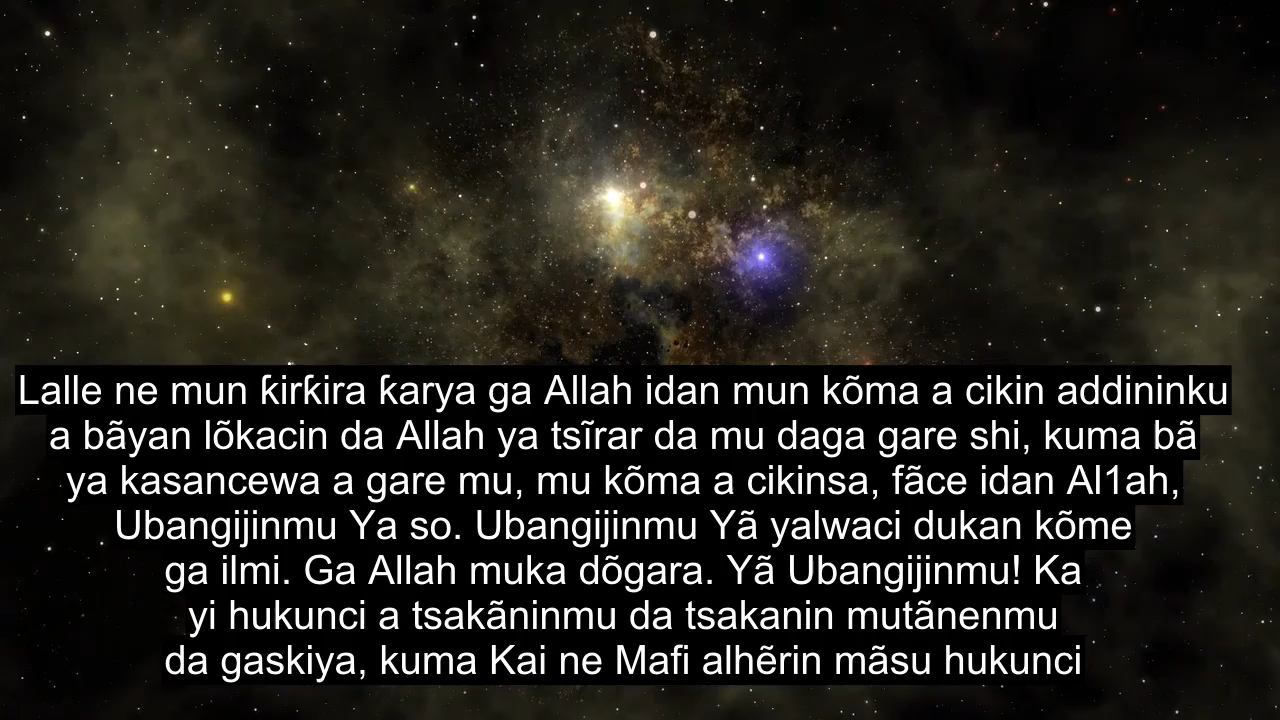 Lalle ne mun ƙirƙira ƙarya ga Allah idan mun kõma a cikin addininku
a bãyan lõkacin da Allah ya tsĩrar da mu daga gare shi, kuma bã
ya kasancewa a gare mu, mu kõma a cikinsa, fãce idan Al1ah,
Ubangijinmu Ya so. Ubangijinmu Yã yalwaci dukan kõme
ga ilmi. Ga Allah muka dõgara. Yã Ubangijinmu! Ka
yi hukunci a tsakãninmu da tsakanin mutãnenmu
da gaskiya, kuma Kai ne Mafi alhẽrin mãsu hukunci